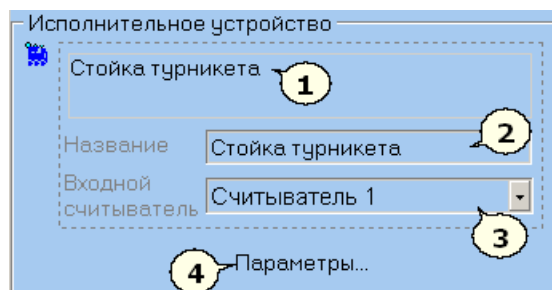 Исполнительное устройство
Стойка турникета
1
Название
Стойка турникета
2
Входной
считыватель
Считыватель 1
3
4
Параметры...